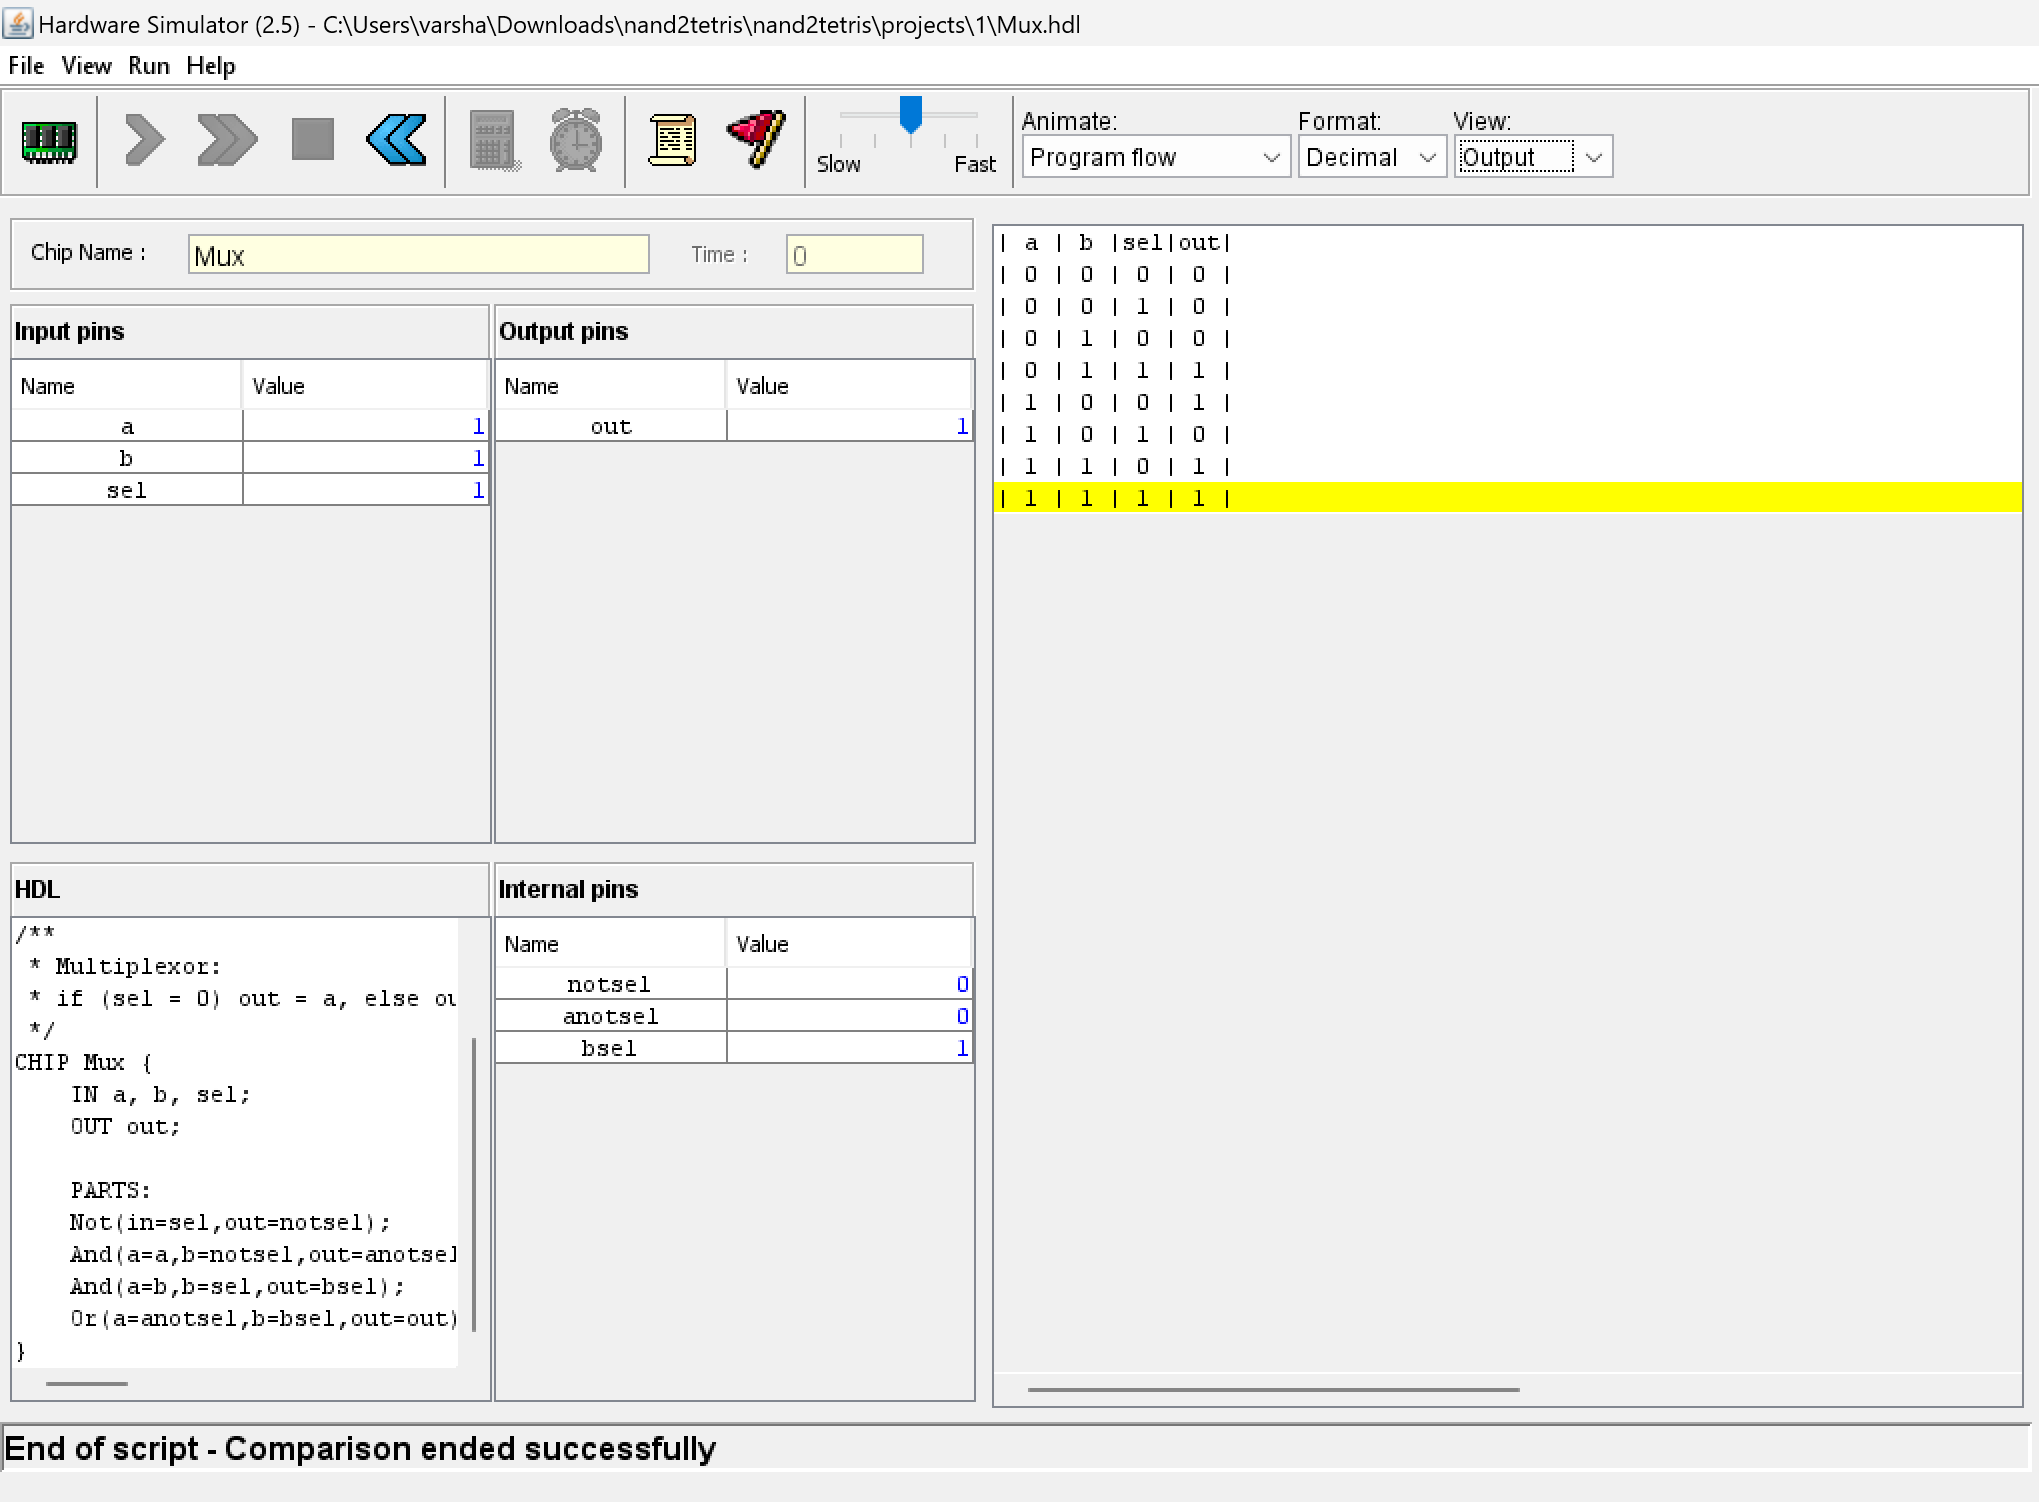 Hardware Simulator (2.5) - C:\Users\varsha\Downloads\nand2tetris\nand2tetris\projects\1\Mux.hdl
File View Run Help
Slow Fast
Animate: Format: View:
Program flow Decimal Output
Chip Name : Mux Time : 0
Input pins
Name Value
a 1
b 1
sel 1
Output pins
Name Value
out 1
HDL
/**
 * Multiplexor:
 * if (sel = 0) out = a, else ou
 */
CHIP Mux {
    IN a, b, sel;
    OUT out;
    PARTS:
    Not(in=sel,out=notsel);
    And(a=a,b=notsel,out=anotsel
    And(a=b,b=sel,out=bsel);
    Or(a=anotsel,b=bsel,out=out)
}
Internal pins
Name Value
notsel 0
anotsel 0
bsel 1
| a | b |sel|out|
| 0 | 0 | 0 | 0 |
| 0 | 0 | 1 | 0 |
| 0 | 1 | 0 | 0 |
| 0 | 1 | 1 | 1 |
| 1 | 0 | 0 | 1 |
| 1 | 0 | 1 | 0 |
| 1 | 1 | 0 | 1 |
| 1 | 1 | 1 | 1 |
End of script - Comparison ended successfully